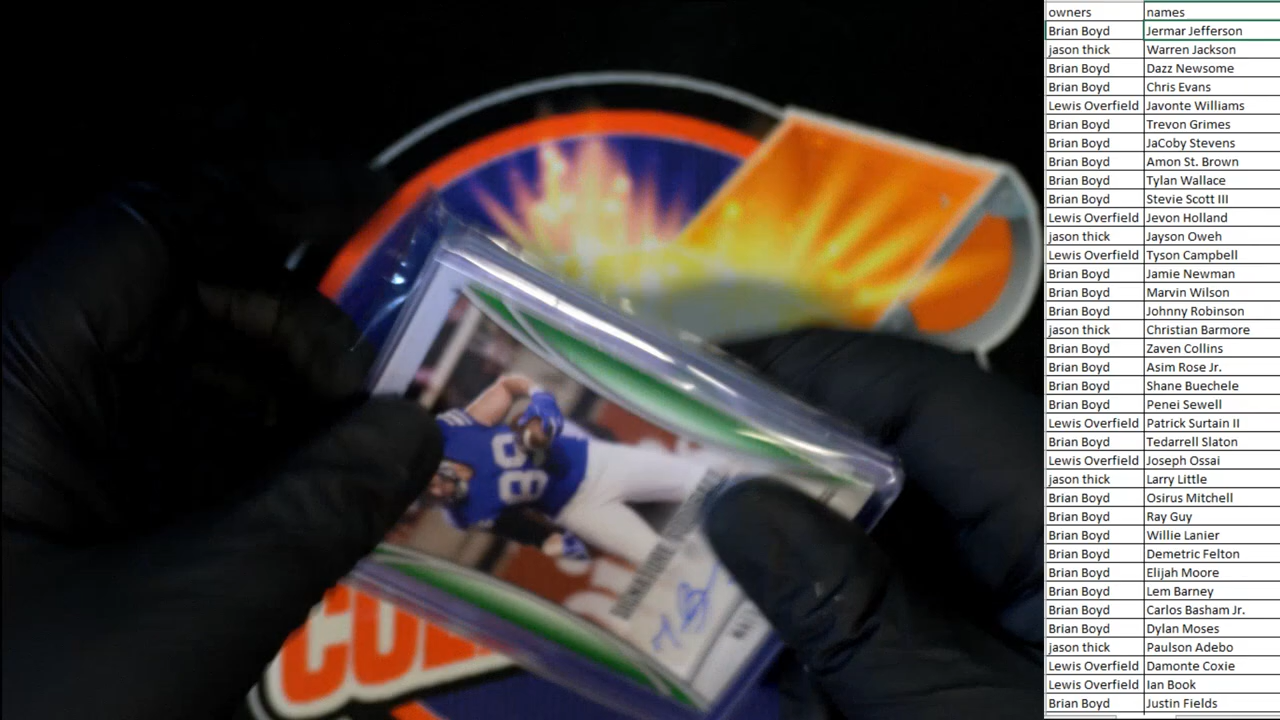 owners names
Brian Boyd Jermar Jefferson
jason thick Warren Jackson
Brian Boyd Dazz Newsome
Brian Boyd Chris Evans
Lewis Overfield Javonte Williams
Brian Boyd Trevon Grimes
Brian Boyd JaCoby Stevens
Brian Boyd Amon St. Brown
Brian Boyd Tylan Wallace
Brian Boyd Stevie Scott III
Lewis Overfield Jevon Holland
jason thick Jayson Oweh
Lewis Overfield Tyson Campbell
Brian Boyd Jamie Newman
Brian Boyd Marvin Wilson
Brian Boyd Johnny Robinson
jason thick Christian Barmore
Brian Boyd Zaven Collins
Brian Boyd Asim Rose Jr.
Brian Boyd Shane Buechele
Brian Boyd Penei Sewell
Lewis Overfield Patrick Surtain II
Brian Boyd Tedarrell Slaton
Lewis Overfield Joseph Ossai
jason thick Larry Little
Brian Boyd Osirus Mitchell
Brian Boyd Ray Guy
Brian Boyd Willie Lanier
Brian Boyd Demetric Felton
Brian Boyd Elijah Moore
Brian Boyd Lem Barney
Brian Boyd Carlos Basham Jr.
Brian Boyd Dylan Moses
jason thick Paulson Adebo
Lewis Overfield Damonte Coxie
Lewis Overfield Ian Book
Brian Boyd Justin Fields